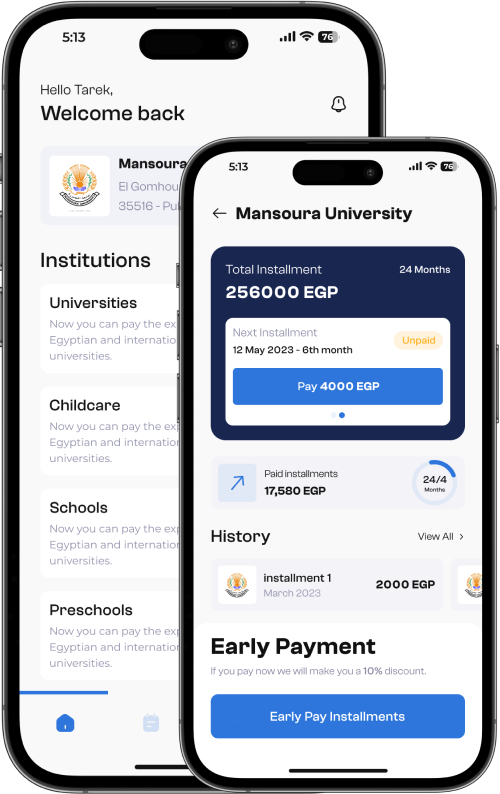 5:13
76
Hello Tarek,
Welcome back
Mansoura
El Gomhou
35516 - Pu
Institutions
Universities
Now you can pay the ex
Egyptian and internatio
universities.
Childcare
Now you can pay the exp
Egyptian and internation
universities.
Schools
Now you can pay the exp
Egyptian and internation
universities.
Preschools
Now you can pay the exp
Egyptian and internation
universities.
5:13
76
Mansoura University
Total Installment
24 Months
256000 EGP
Next Installment
Unpaid
12 May 2023 - 6th month
Pay 4000 EGP
Paid installments
17,580 EGP
24/4
Months
History
View All
installment 1
2000 EGP
March 2023
Early Payment
If you pay now we will make you a 10% discount.
Early Pay Installments